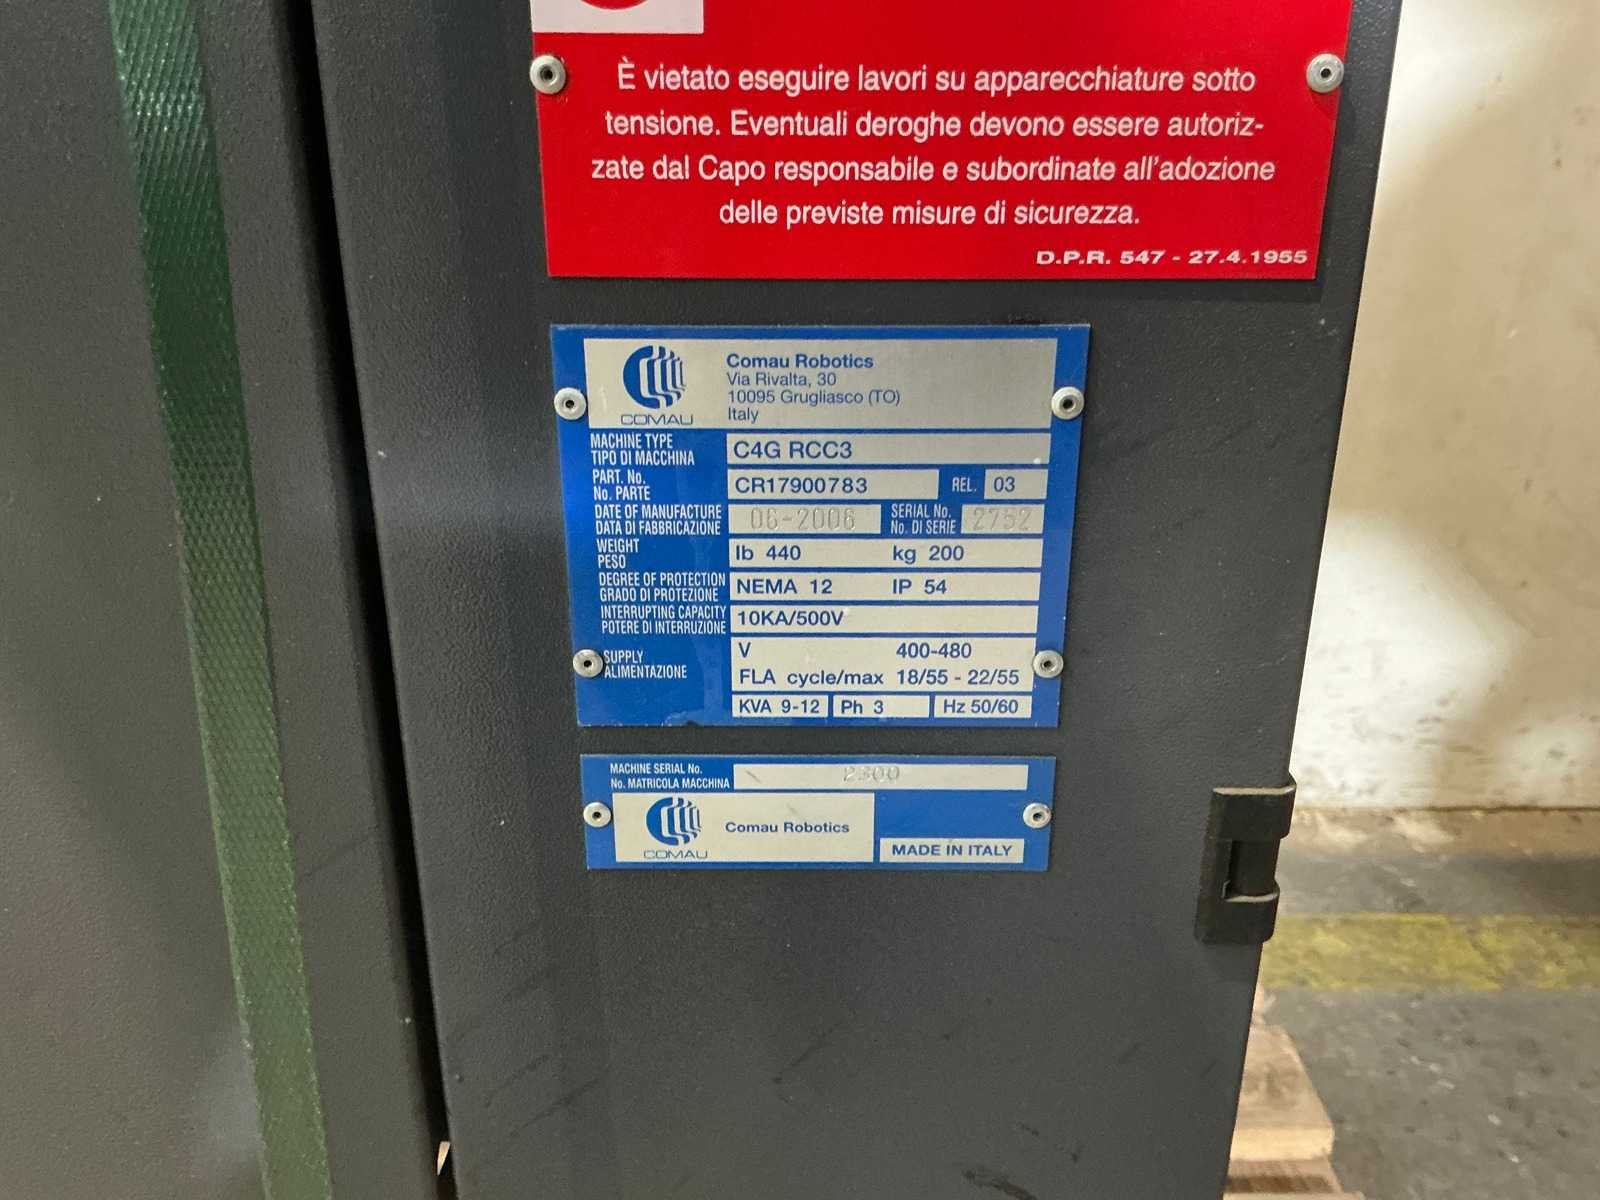 È vietato eseguire lavori su apparecchiature sotto
tensione. Eventuali deroghe devono essere autoriz-
zate dal Capo responsabile e subordinate all'adozione
delle previste misure di sicurezza.
D.P.R. 547 - 27.4.1955
COMAU
Comau Robotics
Via Rivalta, 30
10095 Grugliasco (TO)
Italy
MACHINE TYPE
TIPO DI MACCHINA
C4G RCC3
PART. No.
No. PARTE
CR17900783
REL. 03
DATE OF MANUFACTURE
DATA DI FABBRICAZIONE
06-2006
SERIAL No.
No. DI SERIE
2752
WEIGHT
PESO
lb 440 kg 200
DEGREE OF PROTECTION
GRADO DI PROTEZIONE
NEMA 12 IP 54
INTERRUPTING CAPACITY
POTERE DI INTERRUZIONE
10KA/500V
SUPPLY
ALIMENTAZIONE
V 400-480
FLA cycle/max 18/55 - 22/55
KVA 9-12 Ph 3 Hz 50/60
MACHINE SERIAL No.
No. MATRICOLA MACCHINA
2300
COMAU
Comau Robotics
MADE IN ITALY